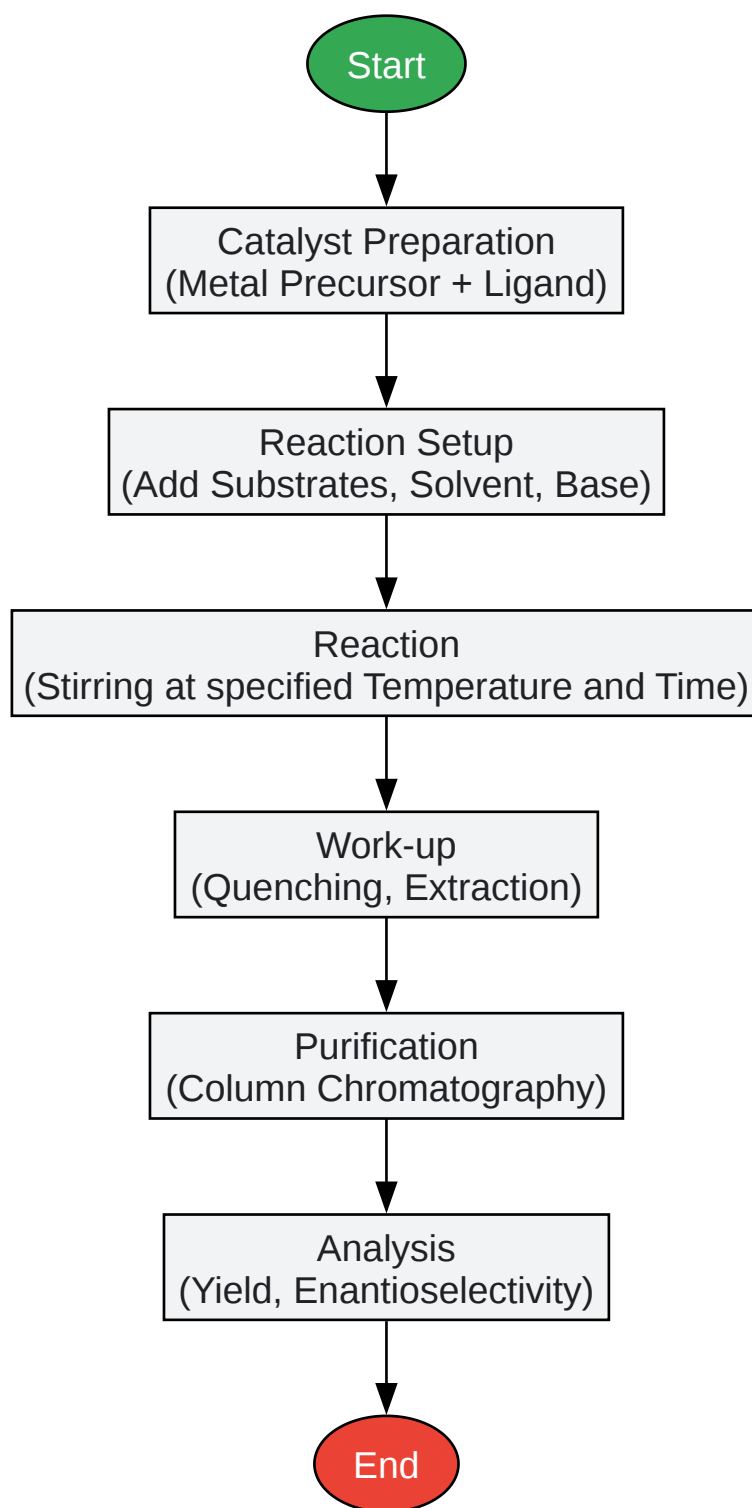 Start
Catalyst Preparation
(Metal Precursor + Ligand)
Reaction Setup
(Add Substrates, Solvent, Base)
Reaction
(Stirring at specified Temperature and Time)
Work-up
(Quenching, Extraction)
Purification
(Column Chromatography)
Analysis
(Yield, Enantioselectivity)
End